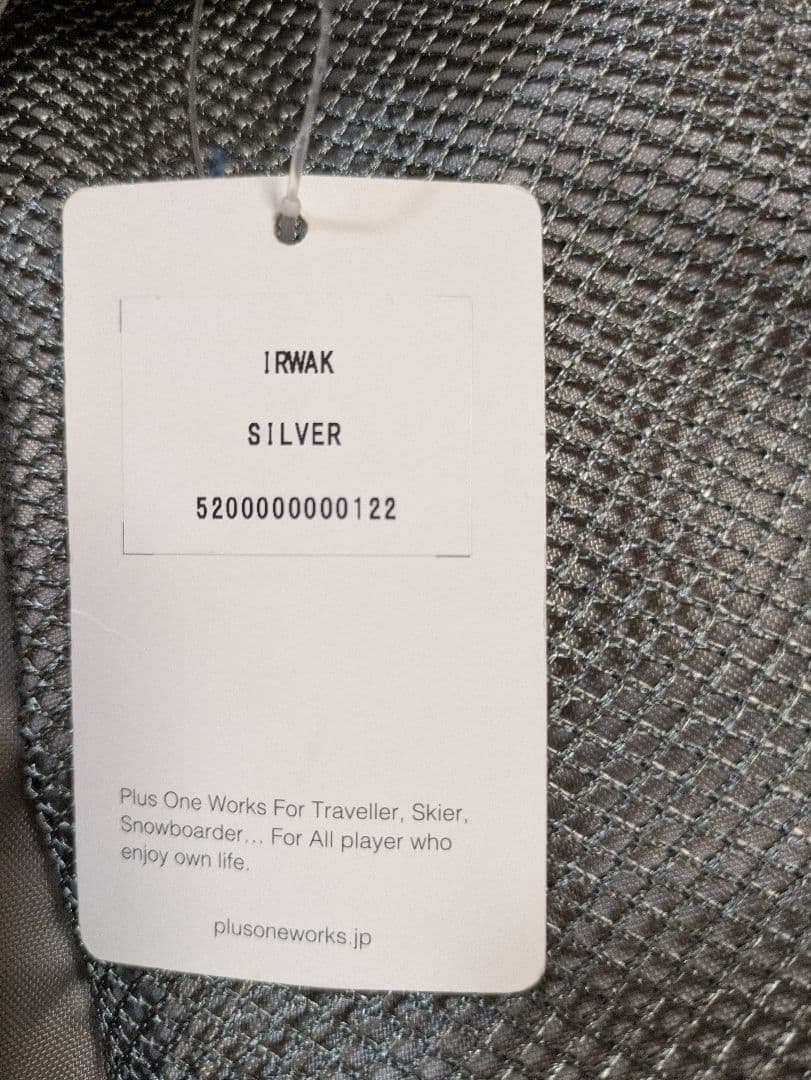 IRWAK
SILVER
5200000000122
Plus One Works For Traveller, Skier,
Snowboarder... For All player who
enjoy own life.
plusoneworks.jp